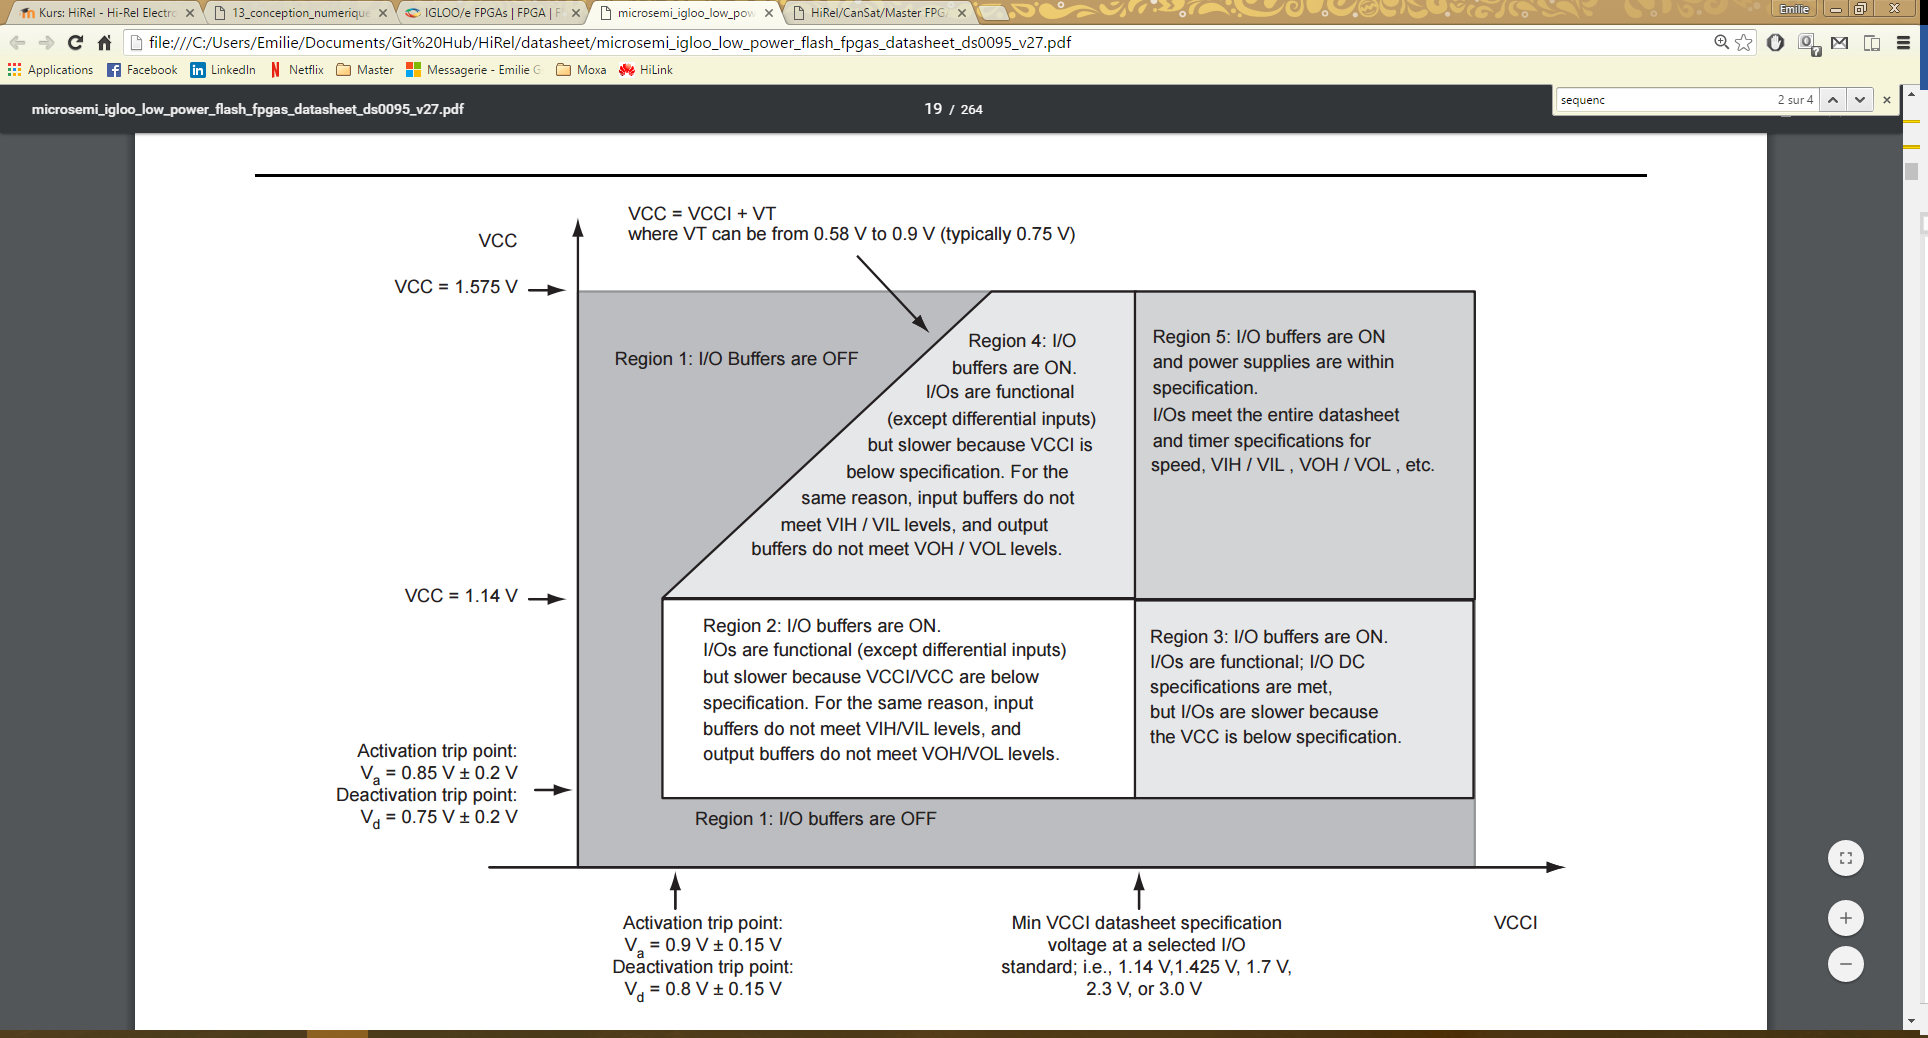 Kurs: HiRel - Hi-Rel Electro
13_conception_numerique
IGLOO/e FPGAs | FPGA | F
microsemi_igloo_low_pow
HiRel/CanSat/Master FPG
Emilie
file:///C:/Users/Emilie/Documents/Git%20Hub/HiRel/datasheet/microsemi_igloo_low_power_flash_fpgas_datasheet_ds0095_v27.pdf
Applications
Facebook
LinkedIn
Netflix
Master
Messagerie - Emilie G
Moxa
HiLink
microsemi_igloo_low_power_flash_fpgas_datasheet_ds0095_v27.pdf
19 / 264
sequenc
2 sur 4
VCC = VCCI + VT
where VT can be from 0.58 V to 0.9 V (typically 0.75 V)
VCC
VCC = 1.575 V
Region 1: I/O Buffers are OFF
Region 4: I/O
buffers are ON.
I/Os are functional
(except differential inputs)
but slower because VCCI is
below specification. For the
same reason, input buffers do not
meet VIH / VIL levels, and output
buffers do not meet VOH / VOL levels.
Region 5: I/O buffers are ON
and power supplies are within
specification.
I/Os meet the entire datasheet
and timer specifications for
speed, VIH / VIL , VOH / VOL , etc.
VCC = 1.14 V
Region 2: I/O buffers are ON.
I/Os are functional (except differential inputs)
but slower because VCCI/VCC are below
specification. For the same reason, input
buffers do not meet VIH/VIL levels, and
output buffers do not meet VOH/VOL levels.
Region 3: I/O buffers are ON.
I/Os are functional; I/O DC
specifications are met,
but I/Os are slower because
the VCC is below specification.
Activation trip point:
Va = 0.85 V ± 0.2 V
Deactivation trip point:
Vd = 0.75 V ± 0.2 V
Region 1: I/O buffers are OFF
Activation trip point:
Va = 0.9 V ± 0.15 V
Deactivation trip point:
Vd = 0.8 V ± 0.15 V
Min VCCI datasheet specification
voltage at a selected I/O
standard; i.e., 1.14 V,1.425 V, 1.7 V,
2.3 V, or 3.0 V
VCCI